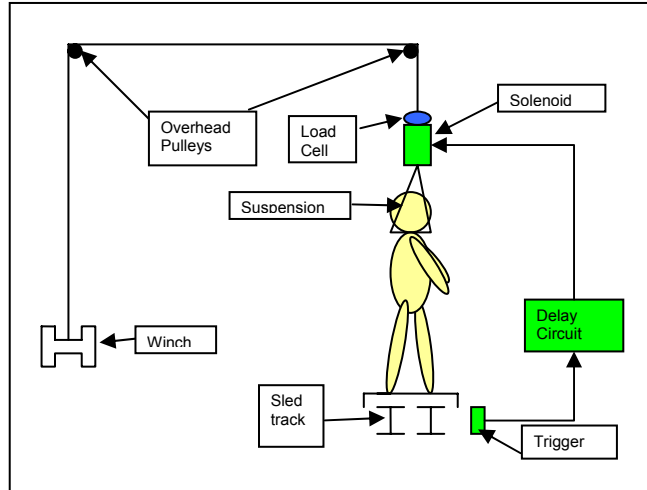 Solenoid
Overhead
Pulleys
Load
Cell
Suspension
Delay
Circuit
Winch
Sled
track
Trigger